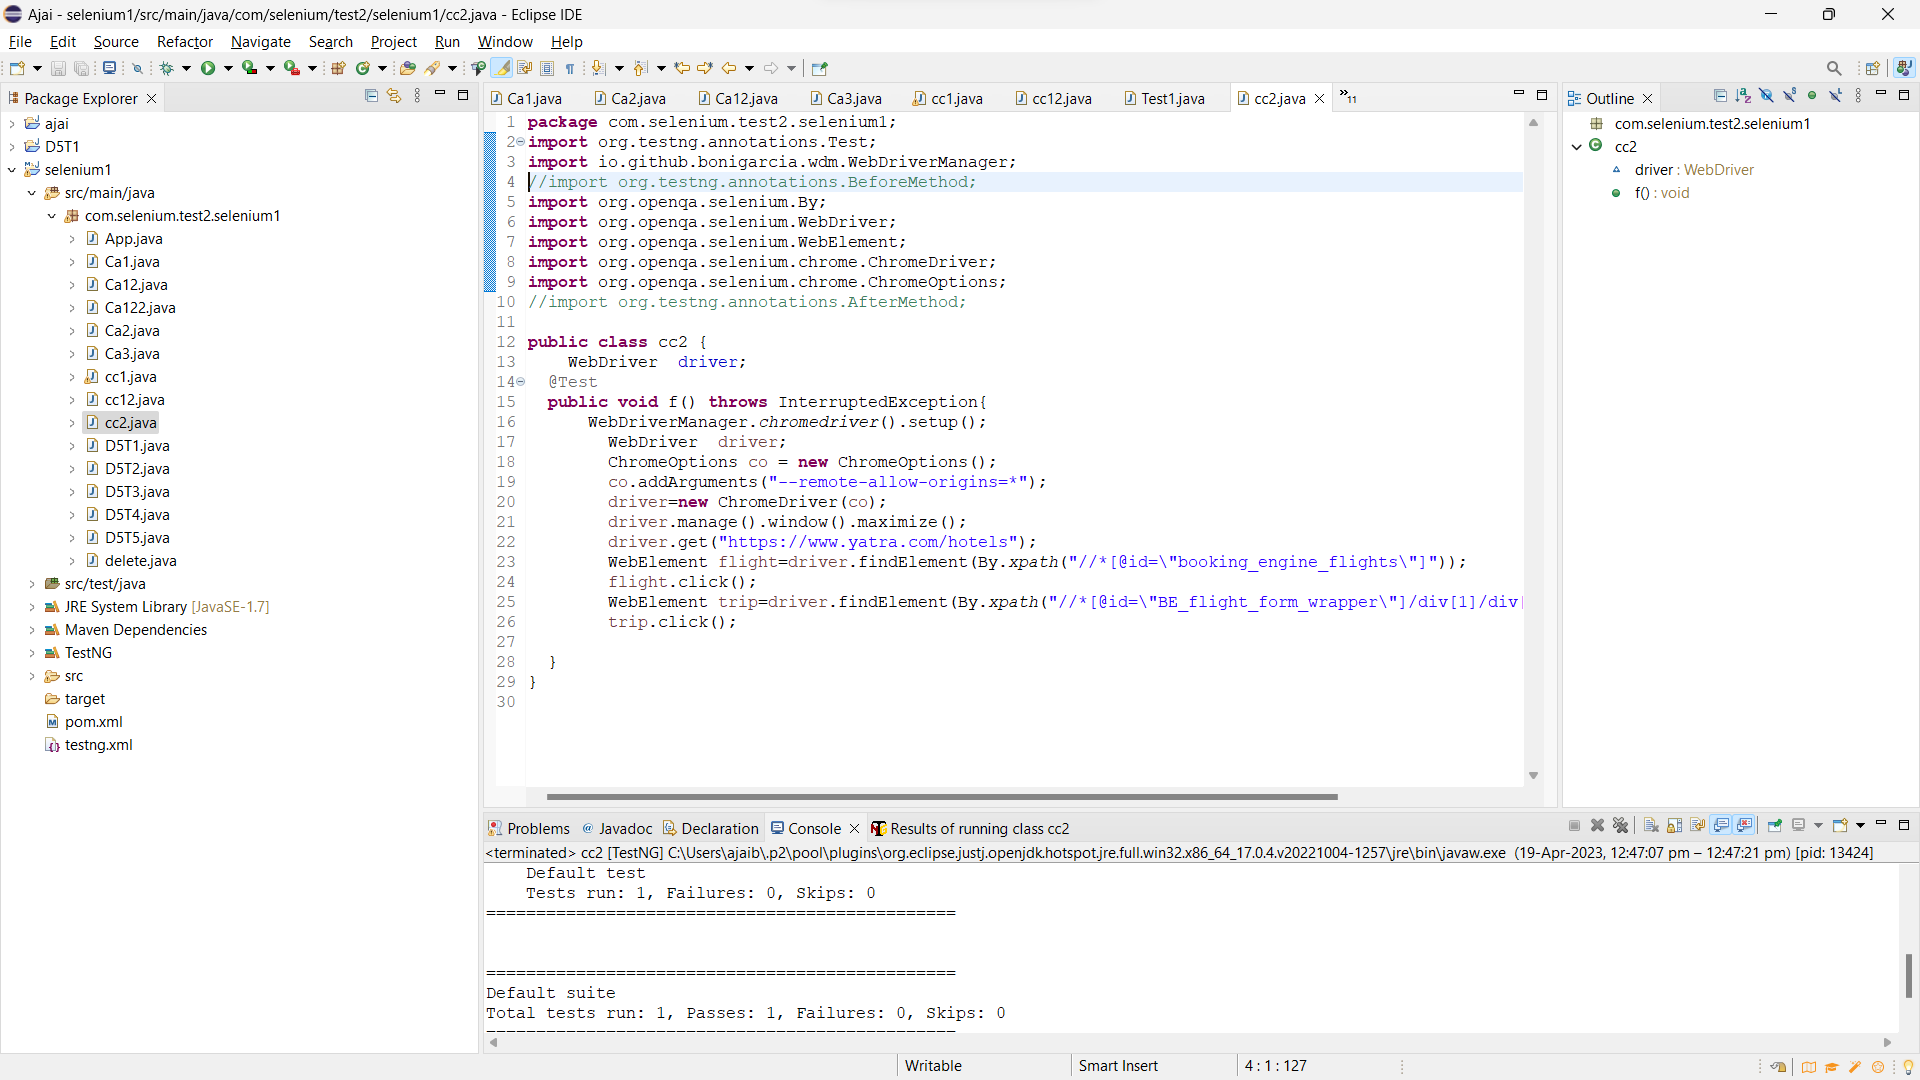 Ajai - selenium1/src/main/java/com/selenium/test2/selenium1/cc2.java - Eclipse IDE
File Edit Source Refactor Navigate Search Project Run Window Help
Package Explorer
ajai
D5T1
selenium1
src/main/java
com.selenium.test2.selenium1
App.java
Ca1.java
Ca12.java
Ca122.java
Ca2.java
Ca3.java
cc1.java
cc12.java
cc2.java
D5T1.java
D5T2.java
D5T3.java
D5T4.java
D5T5.java
delete.java
src/test/java
JRE System Library [JavaSE-1.7]
Maven Dependencies
TestNG
src
target
pom.xml
testng.xml
Ca1.java Ca2.java Ca12.java Ca3.java cc1.java cc12.java Test1.java cc2.java »11
1 package com.selenium.test2.selenium1;
2 import org.testng.annotations.Test;
3 import io.github.bonigarcia.wdm.WebDriverManager;
4 //import org.testng.annotations.BeforeMethod;
5 import org.openqa.selenium.By;
6 import org.openqa.selenium.WebDriver;
7 import org.openqa.selenium.WebElement;
8 import org.openqa.selenium.chrome.ChromeDriver;
9 import org.openqa.selenium.chrome.ChromeOptions;
10 //import org.testng.annotations.AfterMethod;
11
12 public class cc2 {
13 WebDriver driver;
14 @Test
15 public void f() throws InterruptedException{
16 WebDriverManager.chromedriver().setup();
17 WebDriver driver;
18 ChromeOptions co = new ChromeOptions();
19 co.addArguments("--remote-allow-origins=*");
20 driver=new ChromeDriver(co);
21 driver.manage().window().maximize();
22 driver.get("https://www.yatra.com/hotels");
23 WebElement flight=driver.findElement(By.xpath("//*[@id=\"booking_engine_flights\"]"));
24 flight.click();
25 WebElement trip=driver.findElement(By.xpath("//*[@id=\"BE_flight_form_wrapper\"]/div[1]/div[
26 trip.click();
27
28 }
29 }
30
Outline
com.selenium.test2.selenium1
cc2
driver : WebDriver
f() : void
Problems @ Javadoc Declaration Console Results of running class cc2
<terminated> cc2 [TestNG] C:\Users\ajaib\.p2\pool\plugins\org.eclipse.justj.openjdk.hotspot.jre.full.win32.x86_64_17.0.4.v20221004-1257\jre\bin\javaw.exe (19-Apr-2023, 12:47:07 pm – 12:47:21 pm) [pid: 13424]
Default test
Tests run: 1, Failures: 0, Skips: 0
===============================================
===============================================
Default suite
Total tests run: 1, Passes: 1, Failures: 0, Skips: 0
===============================================
Writable Smart Insert 4 : 1 : 127